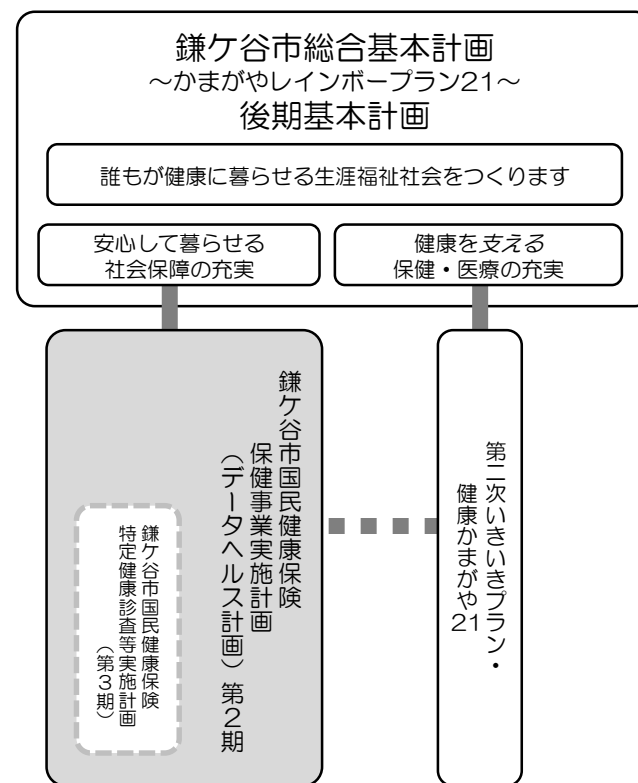 鎌ケ谷市総合基本計画
～かまがやレインボープラン21～
後期基本計画
誰もが健康に暮らせる生涯福祉社会をつくります
安心して暮らせる
社会保障の充実
健康を支える
保健・医療の充実
鎌ケ谷市国民健康保険
保健事業実施計画
（データヘルス計画）第２期
鎌ケ谷市国民健康保険
特定健康診査等実施計画
（第３期）
第二次いきいきプラン・
健康かまがや21